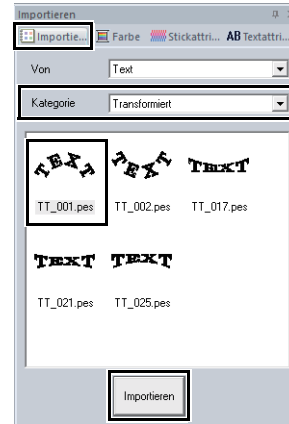 Importieren
Importie... Farbe Stickattri... AB Textattri...
Von Text
Kategorie Transformiert
TEXT TEXT TEXT
TT_001.pes TT_002.pes TT_017.pes
TEXT TEXT
TT_021.pes TT_025.pes
Importieren